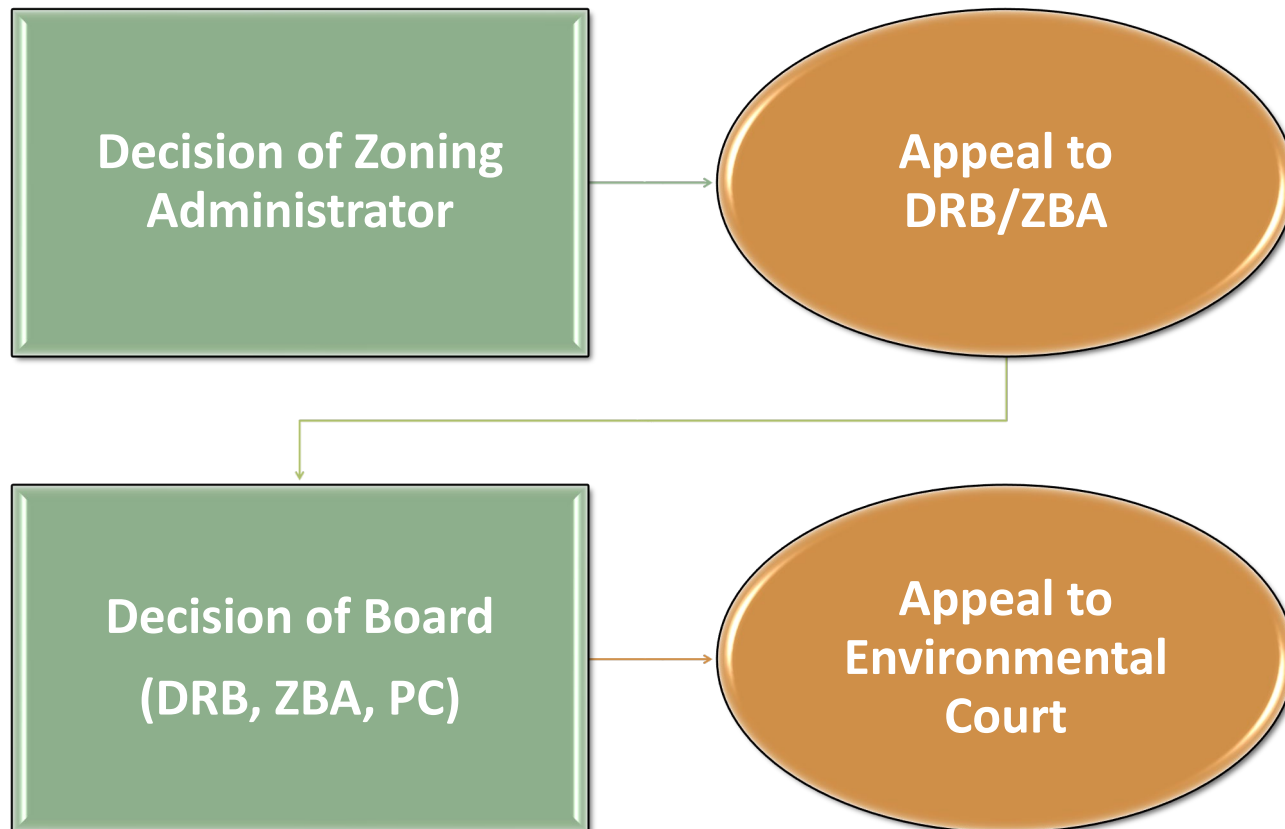 Decision of Zoning
Administrator
Appeal to
DRB/ZBA
Decision of Board
(DRB, ZBA, PC)
Appeal to
Environmental
Court